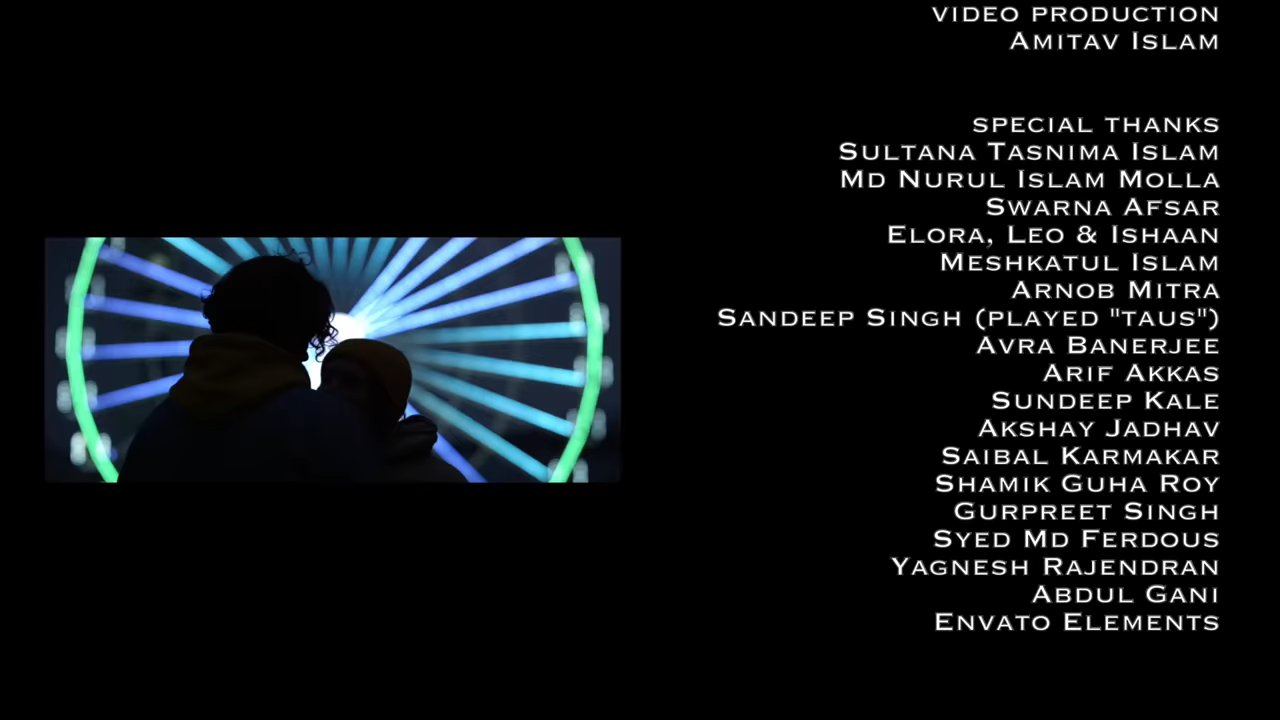 VIDEO PRODUCTION
AMITAV ISLAM
SPECIAL THANKS
SULTANA TASNIMA ISLAM
MD NURUL ISLAM MOLLA
SWARNA AFSAR
ELORA, LEO & ISHAAN
MESHKATUL ISLAM
ARNOB MITRA
SANDEEP SINGH (PLAYED "TAUS")
AVRA BANERJEE
ARIF AKKAS
SUNDEEP KALE
AKSHAY JADHAV
SAIBAL KARMAKAR
SHAMIK GUHA ROY
GURPREET SINGH
SYED MD FERDOUS
YAGNESH RAJENDRAN
ABDUL GANI
ENVATO ELEMENTS